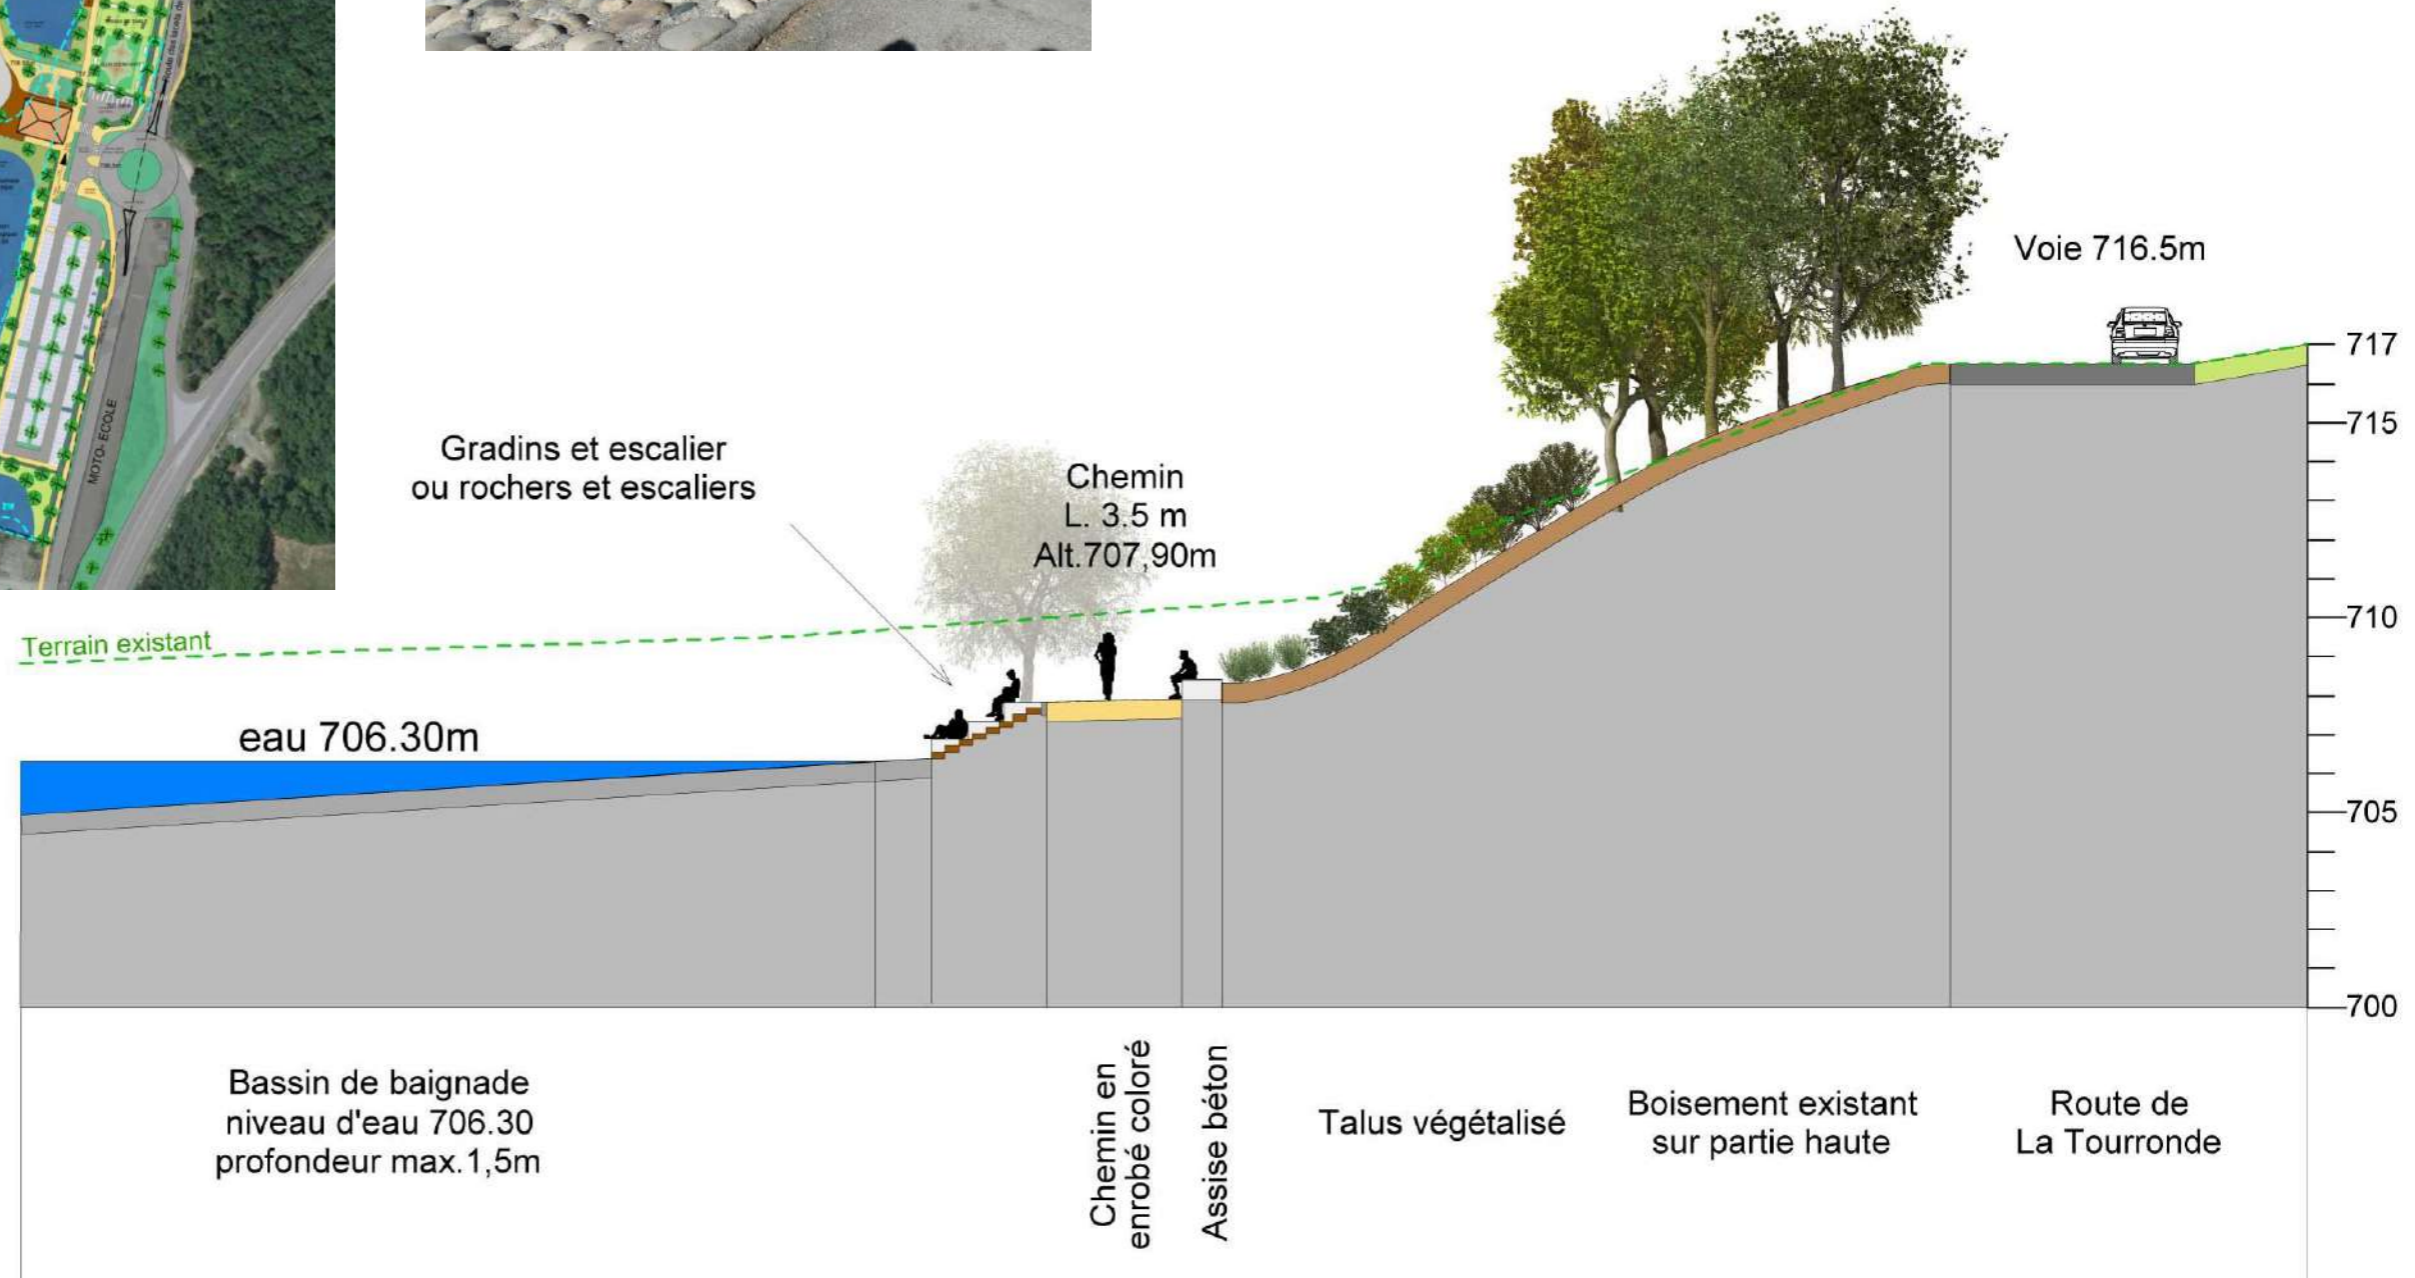 MOTO- ECOLE
Voie 716.5m
717
715
710
705
700
Gradins et escalier
ou rochers et escaliers
Chemin
L. 3.5 m
Alt.707,90m
Terrain existant
eau 706.30m
Bassin de baignade
niveau d'eau 706.30
profondeur max.1,5m
Chemin en
enrobé coloré
Assise béton
Talus végétalisé
Boisement existant
sur partie haute
Route de
La Tourronde